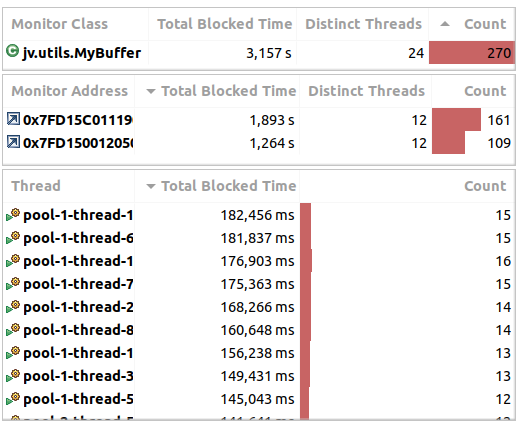 Monitor Class Total Blocked Time Distinct Threads Count
jv.utils.MyBuffer 3,157 s 24 270
Monitor Address Total Blocked Time Distinct Threads Count
0x7FD15C01119 1,893 s 12 161
0x7FD15001205 1,264 s 12 109
Thread Total Blocked Time Count
pool-1-thread-1 182,456 ms 15
pool-1-thread-6 181,837 ms 15
pool-1-thread-1 176,903 ms 16
pool-1-thread-7 175,363 ms 15
pool-1-thread-2 168,266 ms 14
pool-1-thread-8 160,648 ms 14
pool-1-thread-1 156,238 ms 13
pool-1-thread-3 149,431 ms 13
pool-1-thread-5 145,043 ms 12